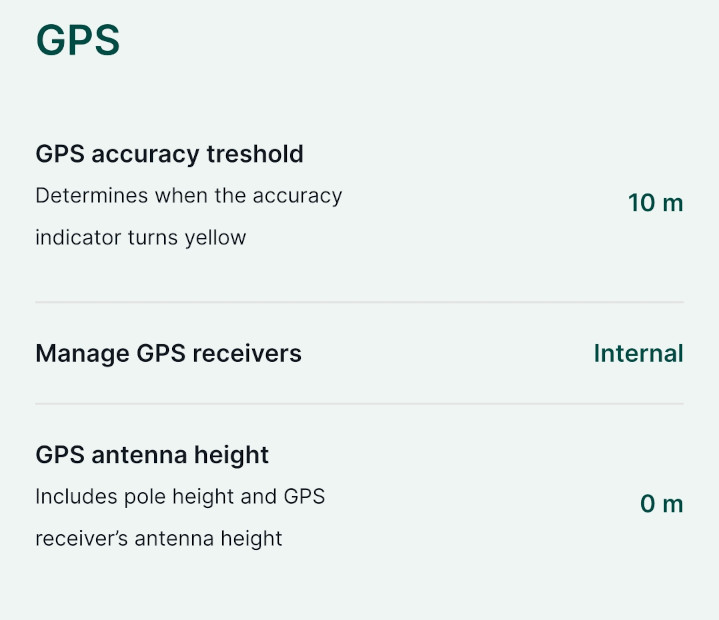 GPS
GPS accuracy treshold
Determines when the accuracy
indicator turns yellow
10 m
Manage GPS receivers
Internal
GPS antenna height
Includes pole height and GPS
receiver’s antenna height
0 m